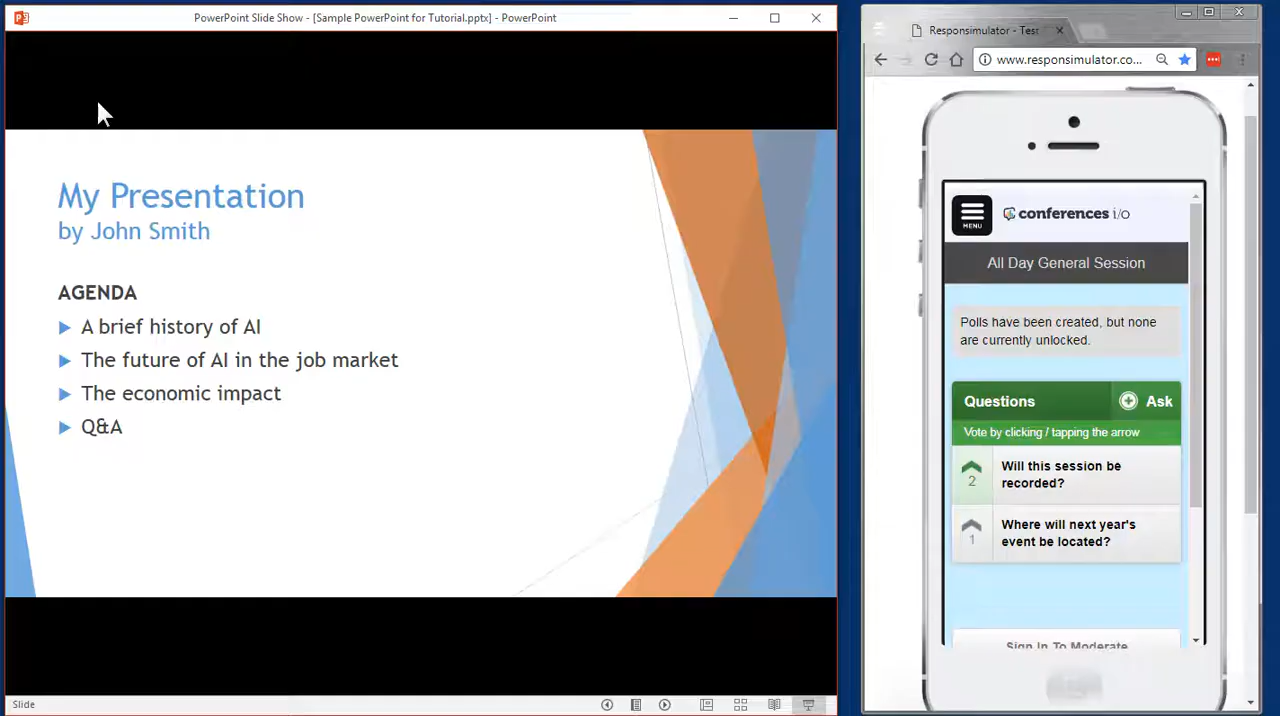 PowerPoint Slide Show - [Sample PowerPoint for Tutorial.pptx] - PowerPoint
My Presentation
by John Smith
AGENDA
A brief history of AI
The future of AI in the job market
The economic impact
Q&A
Slide
Responsimulator - Test
www.responsimulator.co...
MENU
conferences i/o
All Day General Session
Polls have been created, but none
are currently unlocked.
Questions
Ask
Vote by clicking / tapping the arrow
2
Will this session be
recorded?
1
Where will next year's
event be located?
Sign In To Moderate